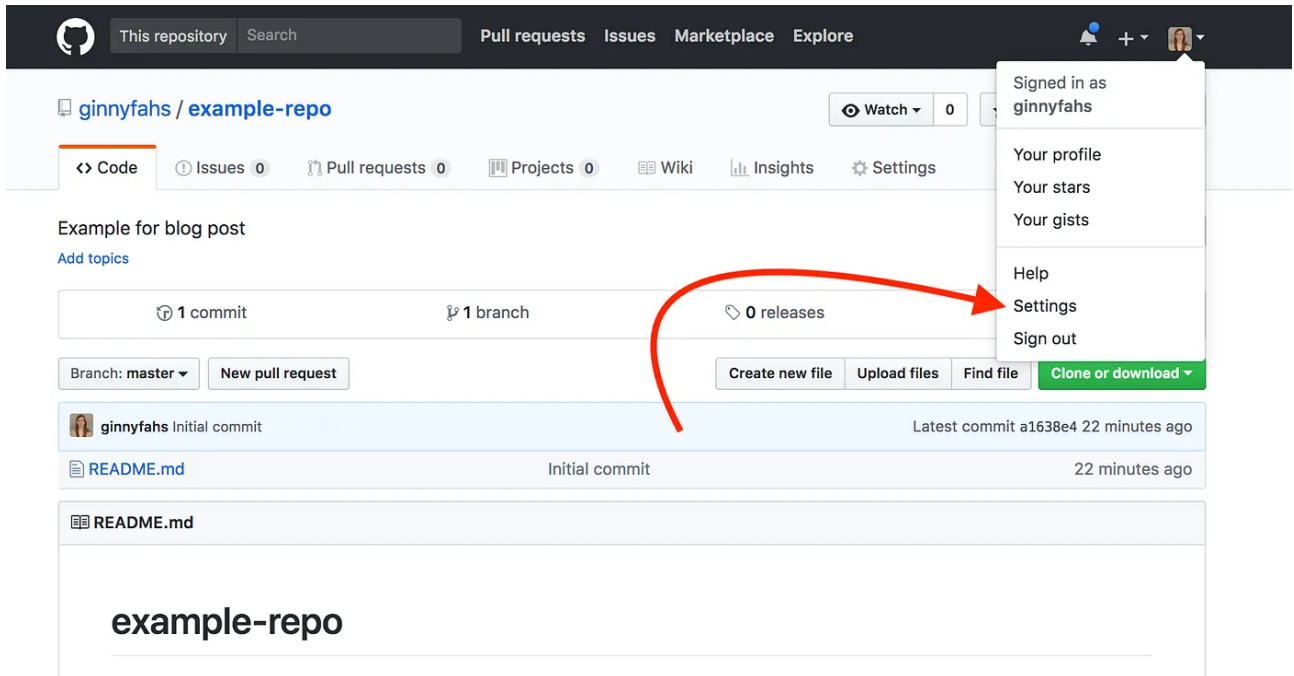 This repository Search Pull requests Issues Marketplace Explore
Signed in as
ginnyfahs
Your profile
Your stars
Your gists
Help
Settings
Sign out
ginnyfahs / example-repo
Watch 0
Code Issues 0 Pull requests 0 Projects 0 Wiki Insights Settings
Example for blog post
Add topics
1 commit 1 branch 0 releases
Branch: master New pull request Create new file Upload files Find file Clone or download
ginnyfahs Initial commit Latest commit a1638e4 22 minutes ago
README.md Initial commit 22 minutes ago
README.md
example-repo